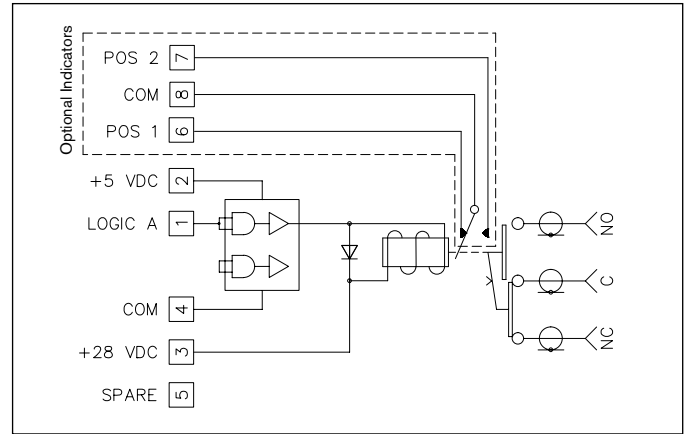 Optional Indicators
POS 2 7
COM 8
POS 1 6
+5 VDC 2
LOGIC A 1
COM 4
+28 VDC 3
SPARE 5
NO
C
NC